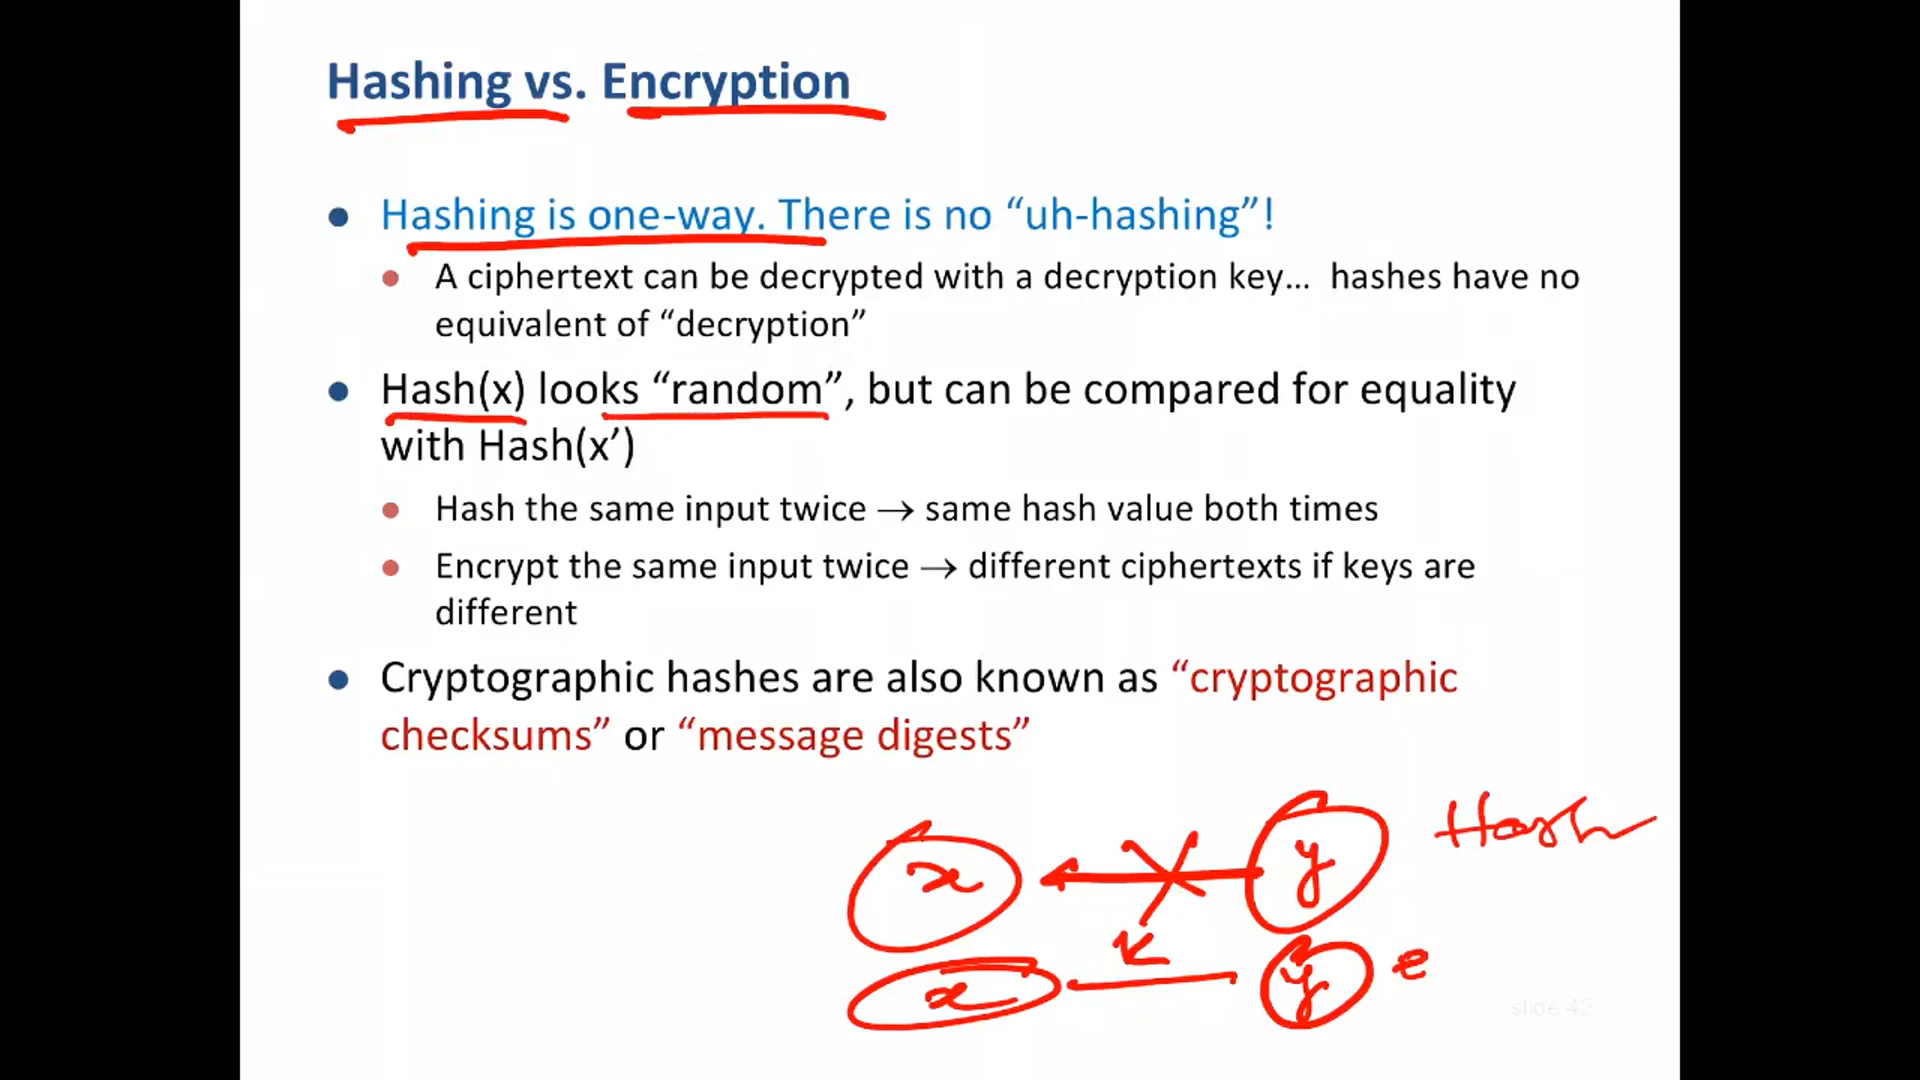 Hashing vs. Encryption
Hashing is one-way. There is no “uh-hashing”!
A ciphertext can be decrypted with a decryption key… hashes have no
equivalent of “decryption”
Hash(x) looks “random”, but can be compared for equality
with Hash(x’)
Hash the same input twice → same hash value both times
Encrypt the same input twice → different ciphertexts if keys are
different
Cryptographic hashes are also known as “cryptographic
checksums” or “message digests”
x y Hash
K
x y e
slide 42